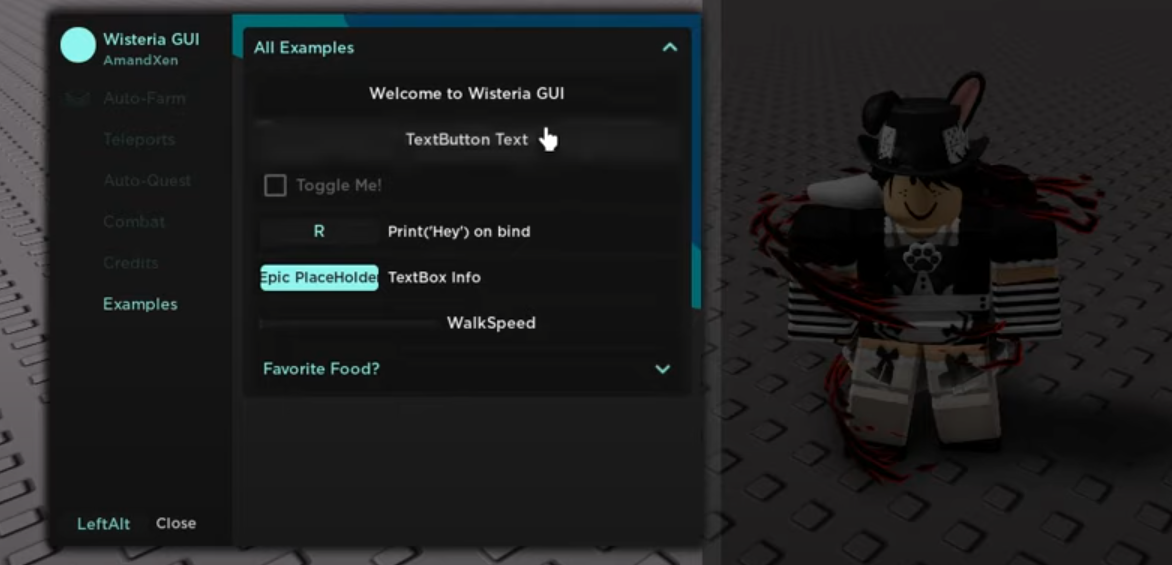 Wisteria GUI
AmandXen
Auto-Farm
Teleports
Auto-Quest
Combat
Credits
Examples
LeftAlt Close
All Examples
Welcome to Wisteria GUI
TextButton Text
Toggle Me!
R Print('Hey') on bind
Epic PlaceHolder TextBox Info
WalkSpeed
Favorite Food?